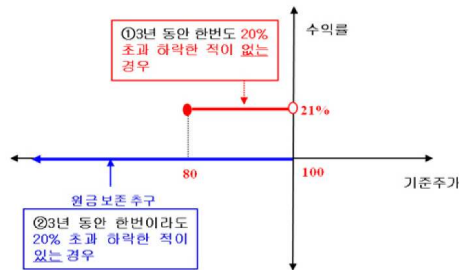 수익률
①3년 동안 한번도 20%
초과 하락한 적이 없는
경우
21%
80
100
기준주가
원금 보존 추구
②3년 동안 한번이라도
20% 초과 하락한 적이
있는 경우